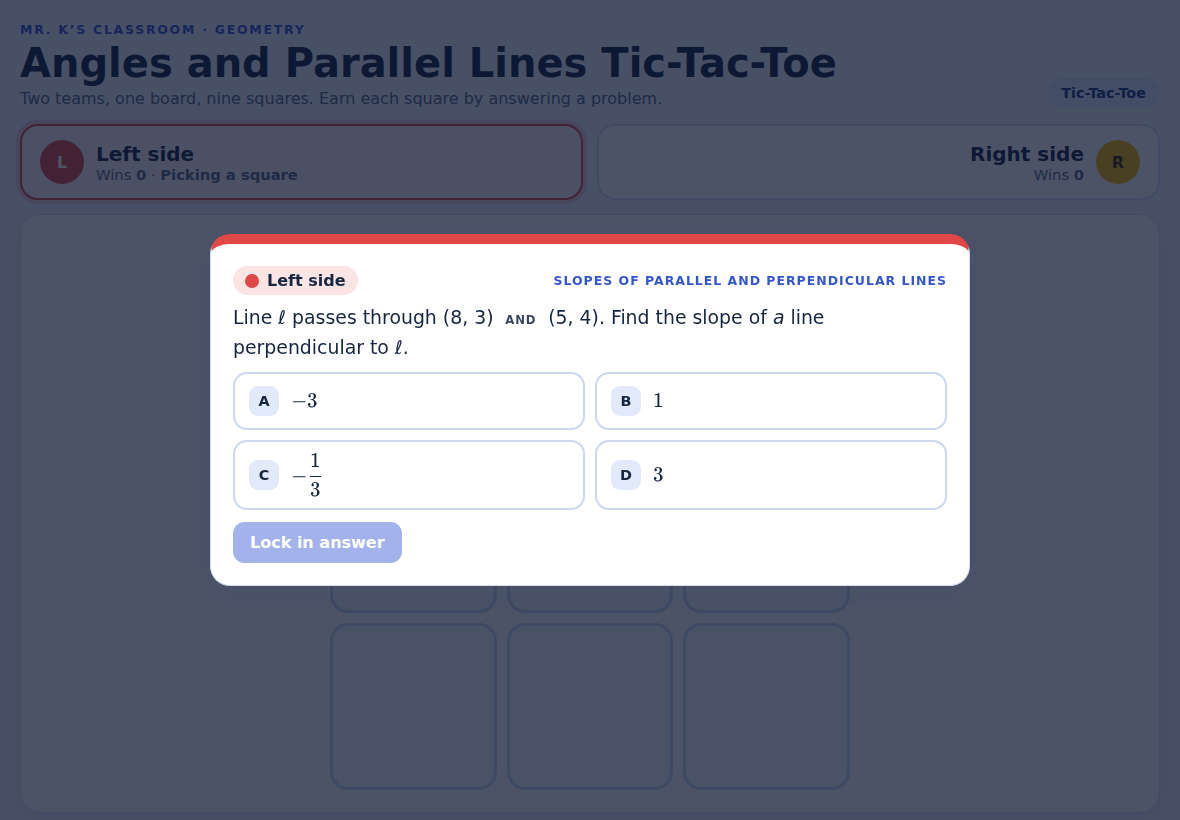 MR. K'S CLASSROOM · GEOMETRY
Angles and Parallel Lines Tic-Tac-Toe
Two teams, one board, nine squares. Earn each square by answering a problem.
Tic-Tac-Toe
L
Left side
Wins 0 · Picking a square
Right side
Wins 0
R
Left side
SLOPES OF PARALLEL AND PERPENDICULAR LINES
Line ℓ passes through (8, 3) AND (5, 4). Find the slope of a line
perpendicular to ℓ.
A −3
B 1
C −1/3
D 3
Lock in answer